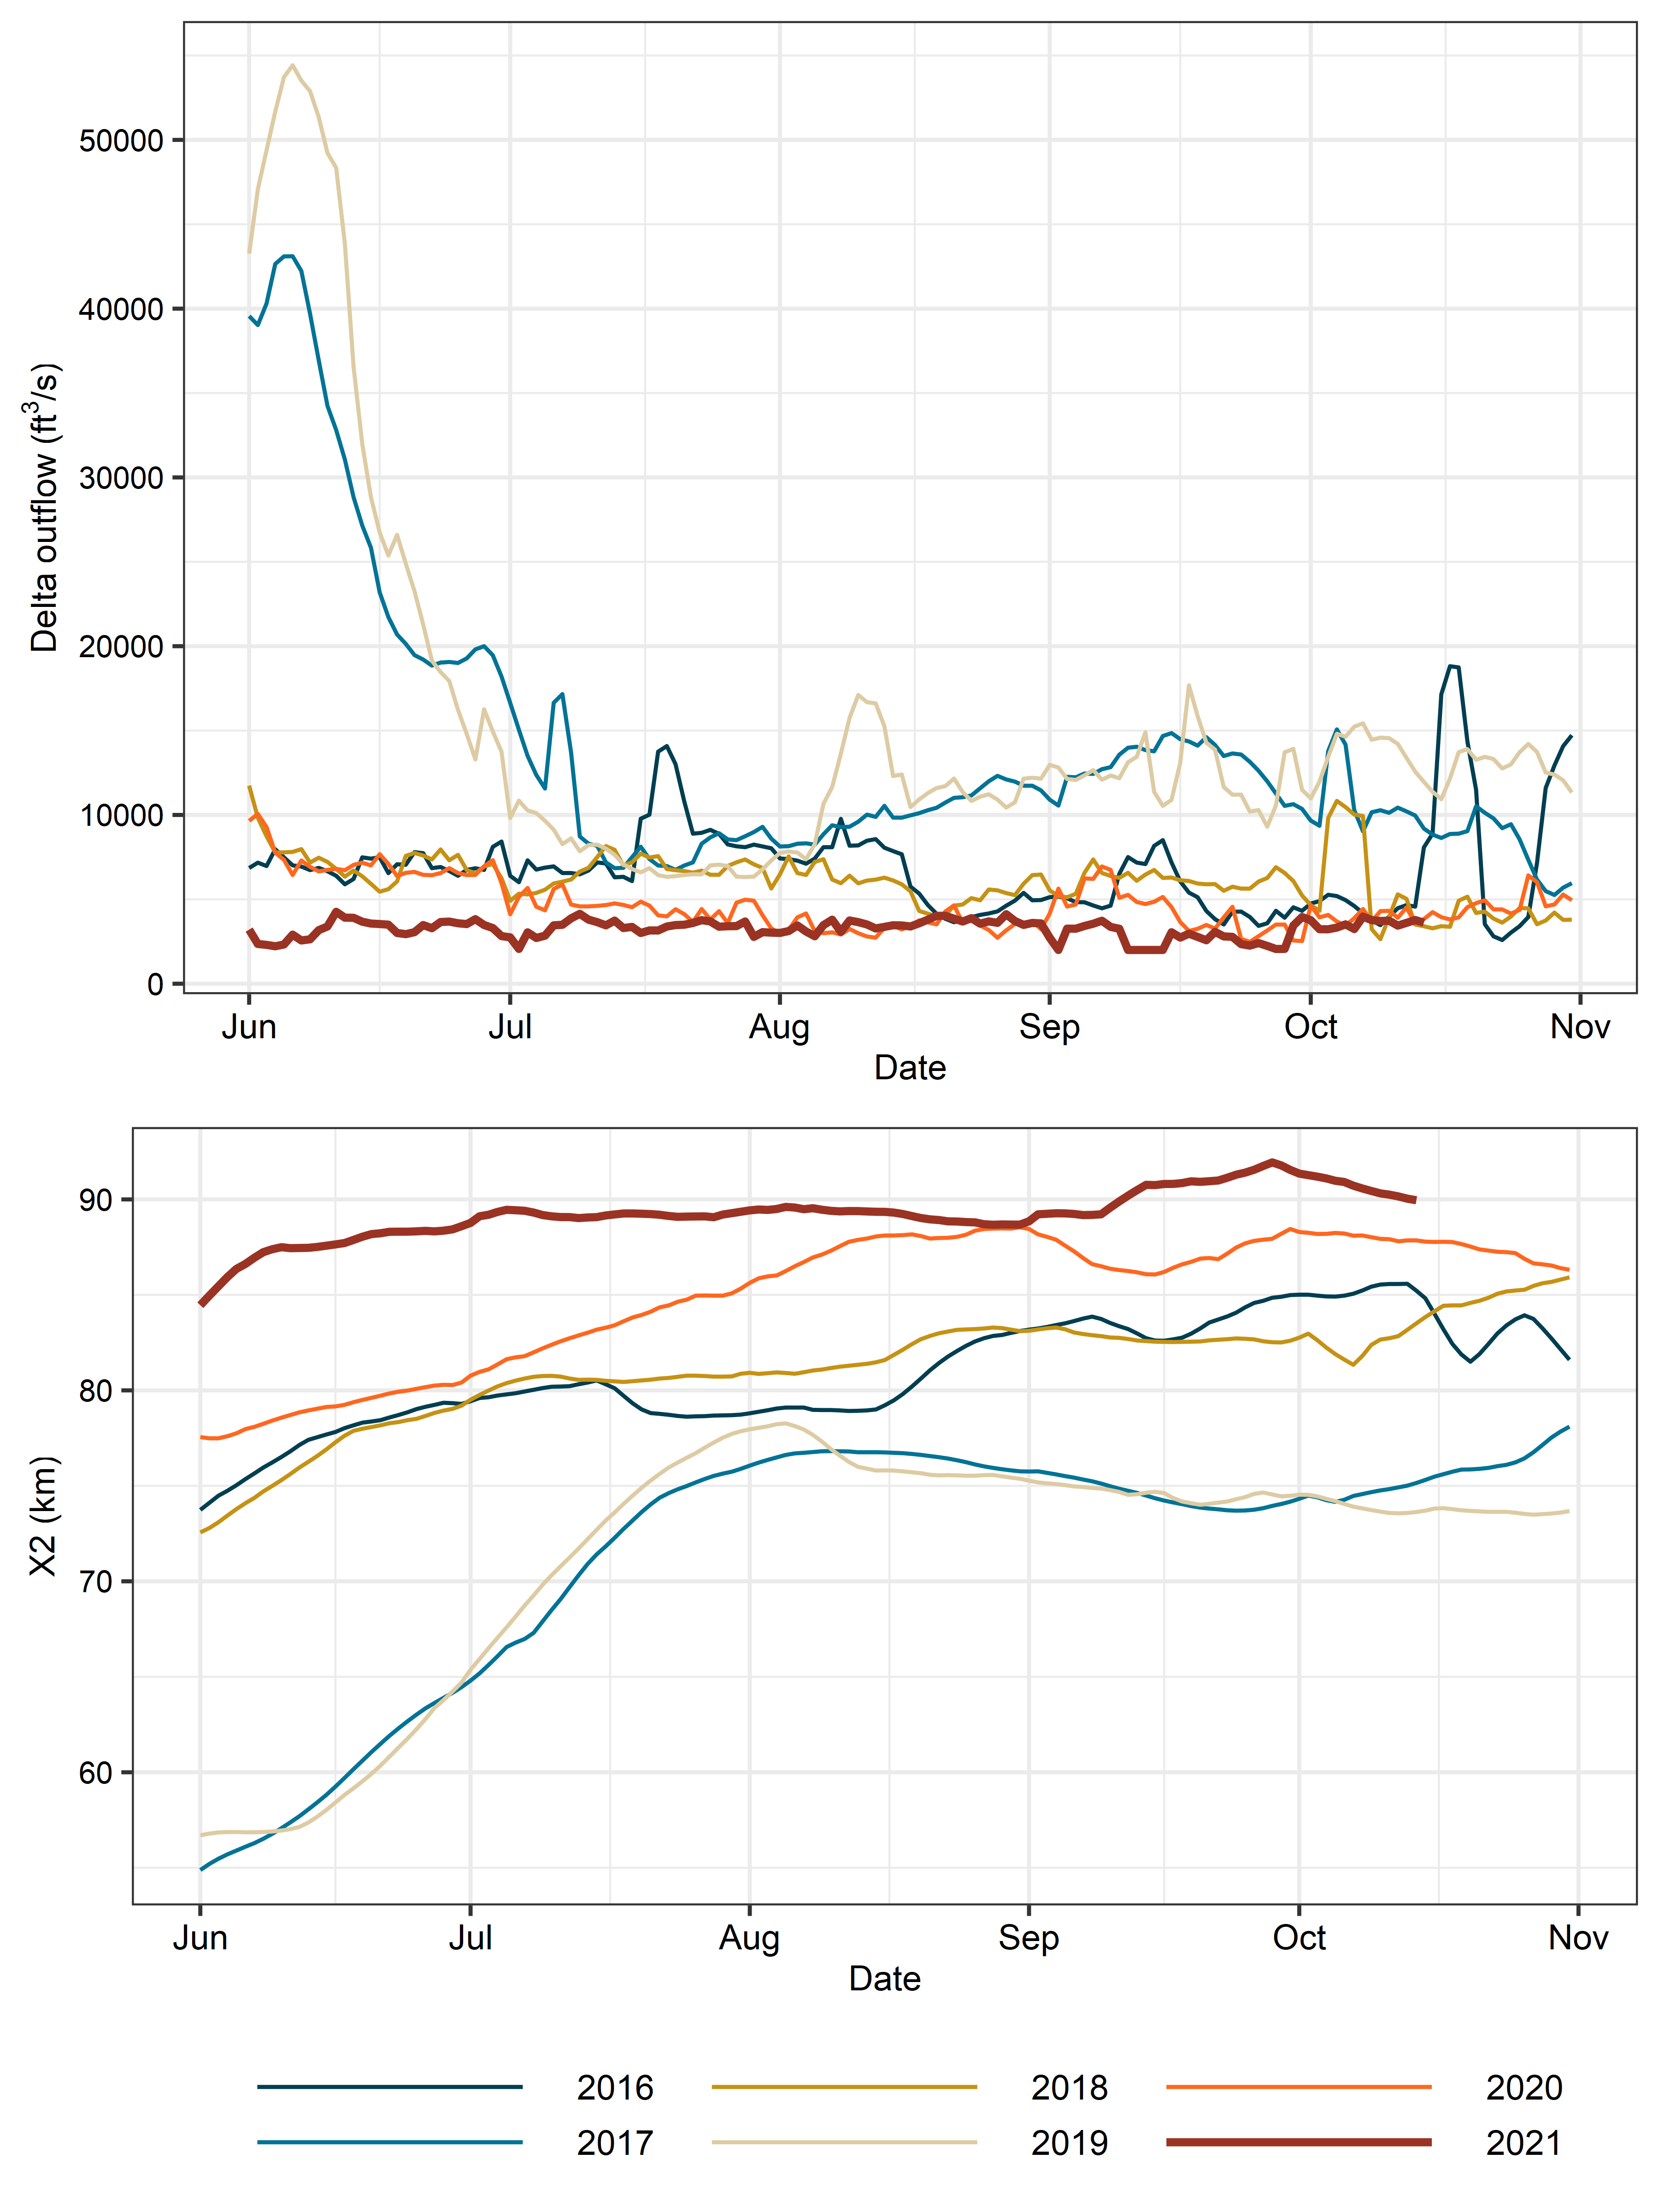 Delta outflow (ft³/s)
50000
40000
30000
20000
10000
0
Jun Jul Aug Sep Oct Nov
Date
X2 (km)
90
80
70
60
Jun Jul Aug Sep Oct Nov
Date
2016 2018 2020
2017 2019 2021